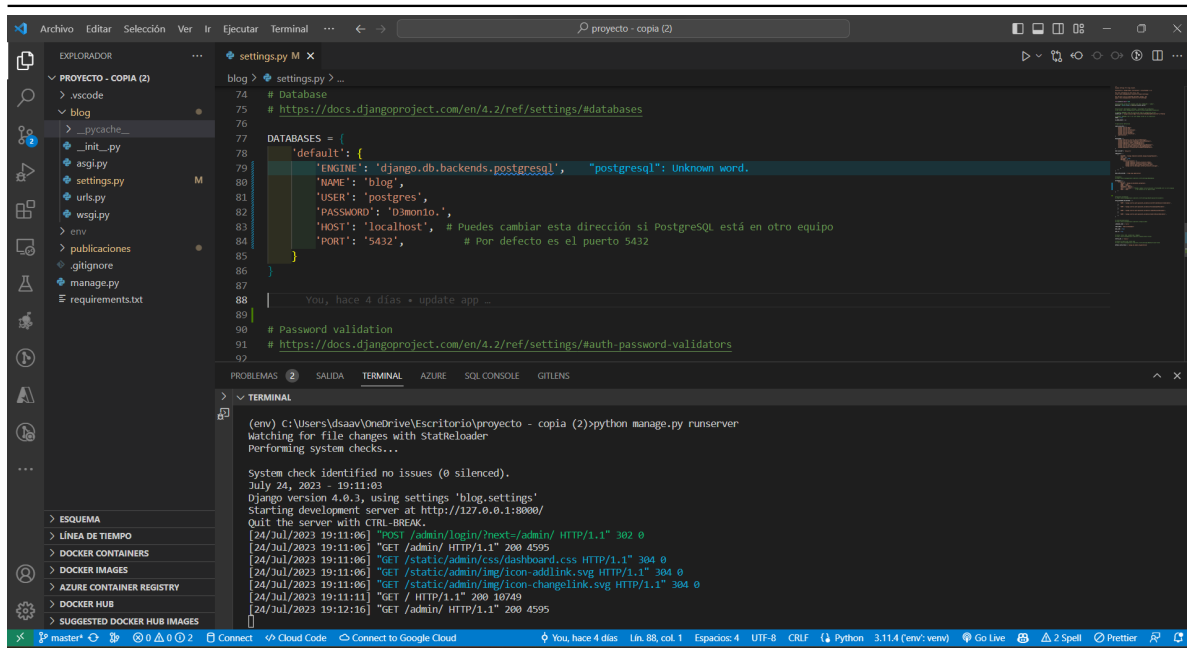 Archivo Editar Selección Ver Ir Ejecutar Terminal ··· proyecto - copia (2)
EXPLORADOR ···
PROYECTO - COPIA (2)
.vscode
blog
__pycache__
__init__.py
asgi.py
settings.py M
urls.py
wsgi.py
env
publicaciones
.gitignore
manage.py
requirements.txt
ESQUEMA
LÍNEA DE TIEMPO
DOCKER CONTAINERS
DOCKER IMAGES
AZURE CONTAINER REGISTRY
DOCKER HUB
SUGGESTED DOCKER HUB IMAGES
2
settings.py M
blog > settings.py > ...
74 # Database
75 # https://docs.djangoproject.com/en/4.2/ref/settings/#databases
76
77 DATABASES = {
78 'default': {
79 'ENGINE': 'django.db.backends.postgresql', "postgresql": Unknown word.
80 'NAME': 'blog',
81 'USER': 'postgres',
82 'PASSWORD': 'D3mon1o.',
83 'HOST': 'localhost', # Puedes cambiar esta dirección si PostgreSQL está en otro equipo
84 'PORT': '5432', # Por defecto es el puerto 5432
85 }
86 }
87
88 You, hace 4 días • update app …
89
90 # Password validation
91 # https://docs.djangoproject.com/en/4.2/ref/settings/#auth-password-validators
92
PROBLEMAS 2 SALIDA TERMINAL AZURE SQL CONSOLE GITLENS
TERMINAL
(env) C:\Users\dsaav\OneDrive\Escritorio\proyecto - copia (2)>python manage.py runserver
Watching for file changes with StatReloader
Performing system checks...
System check identified no issues (0 silenced).
July 24, 2023 - 19:11:03
Django version 4.0.3, using settings 'blog.settings'
Starting development server at http://127.0.0.1:8000/
Quit the server with CTRL-BREAK.
[24/Jul/2023 19:11:06] "POST /admin/login/?next=/admin/ HTTP/1.1" 302 0
[24/Jul/2023 19:11:06] "GET /admin/ HTTP/1.1" 200 4595
[24/Jul/2023 19:11:06] "GET /static/admin/css/dashboard.css HTTP/1.1" 304 0
[24/Jul/2023 19:11:06] "GET /static/admin/img/icon-addlink.svg HTTP/1.1" 304 0
[24/Jul/2023 19:11:06] "GET /static/admin/img/icon-changelink.svg HTTP/1.1" 304 0
[24/Jul/2023 19:11:11] "GET / HTTP/1.1" 200 10749
[24/Jul/2023 19:12:16] "GET /admin/ HTTP/1.1" 200 4595
master* 0 0 2 Connect Cloud Code Connect to Google Cloud You, hace 4 días Lín. 88, col. 1 Espacios: 4 UTF-8 CRLF Python 3.11.4 ('env': venv) Go Live 2 Spell Prettier